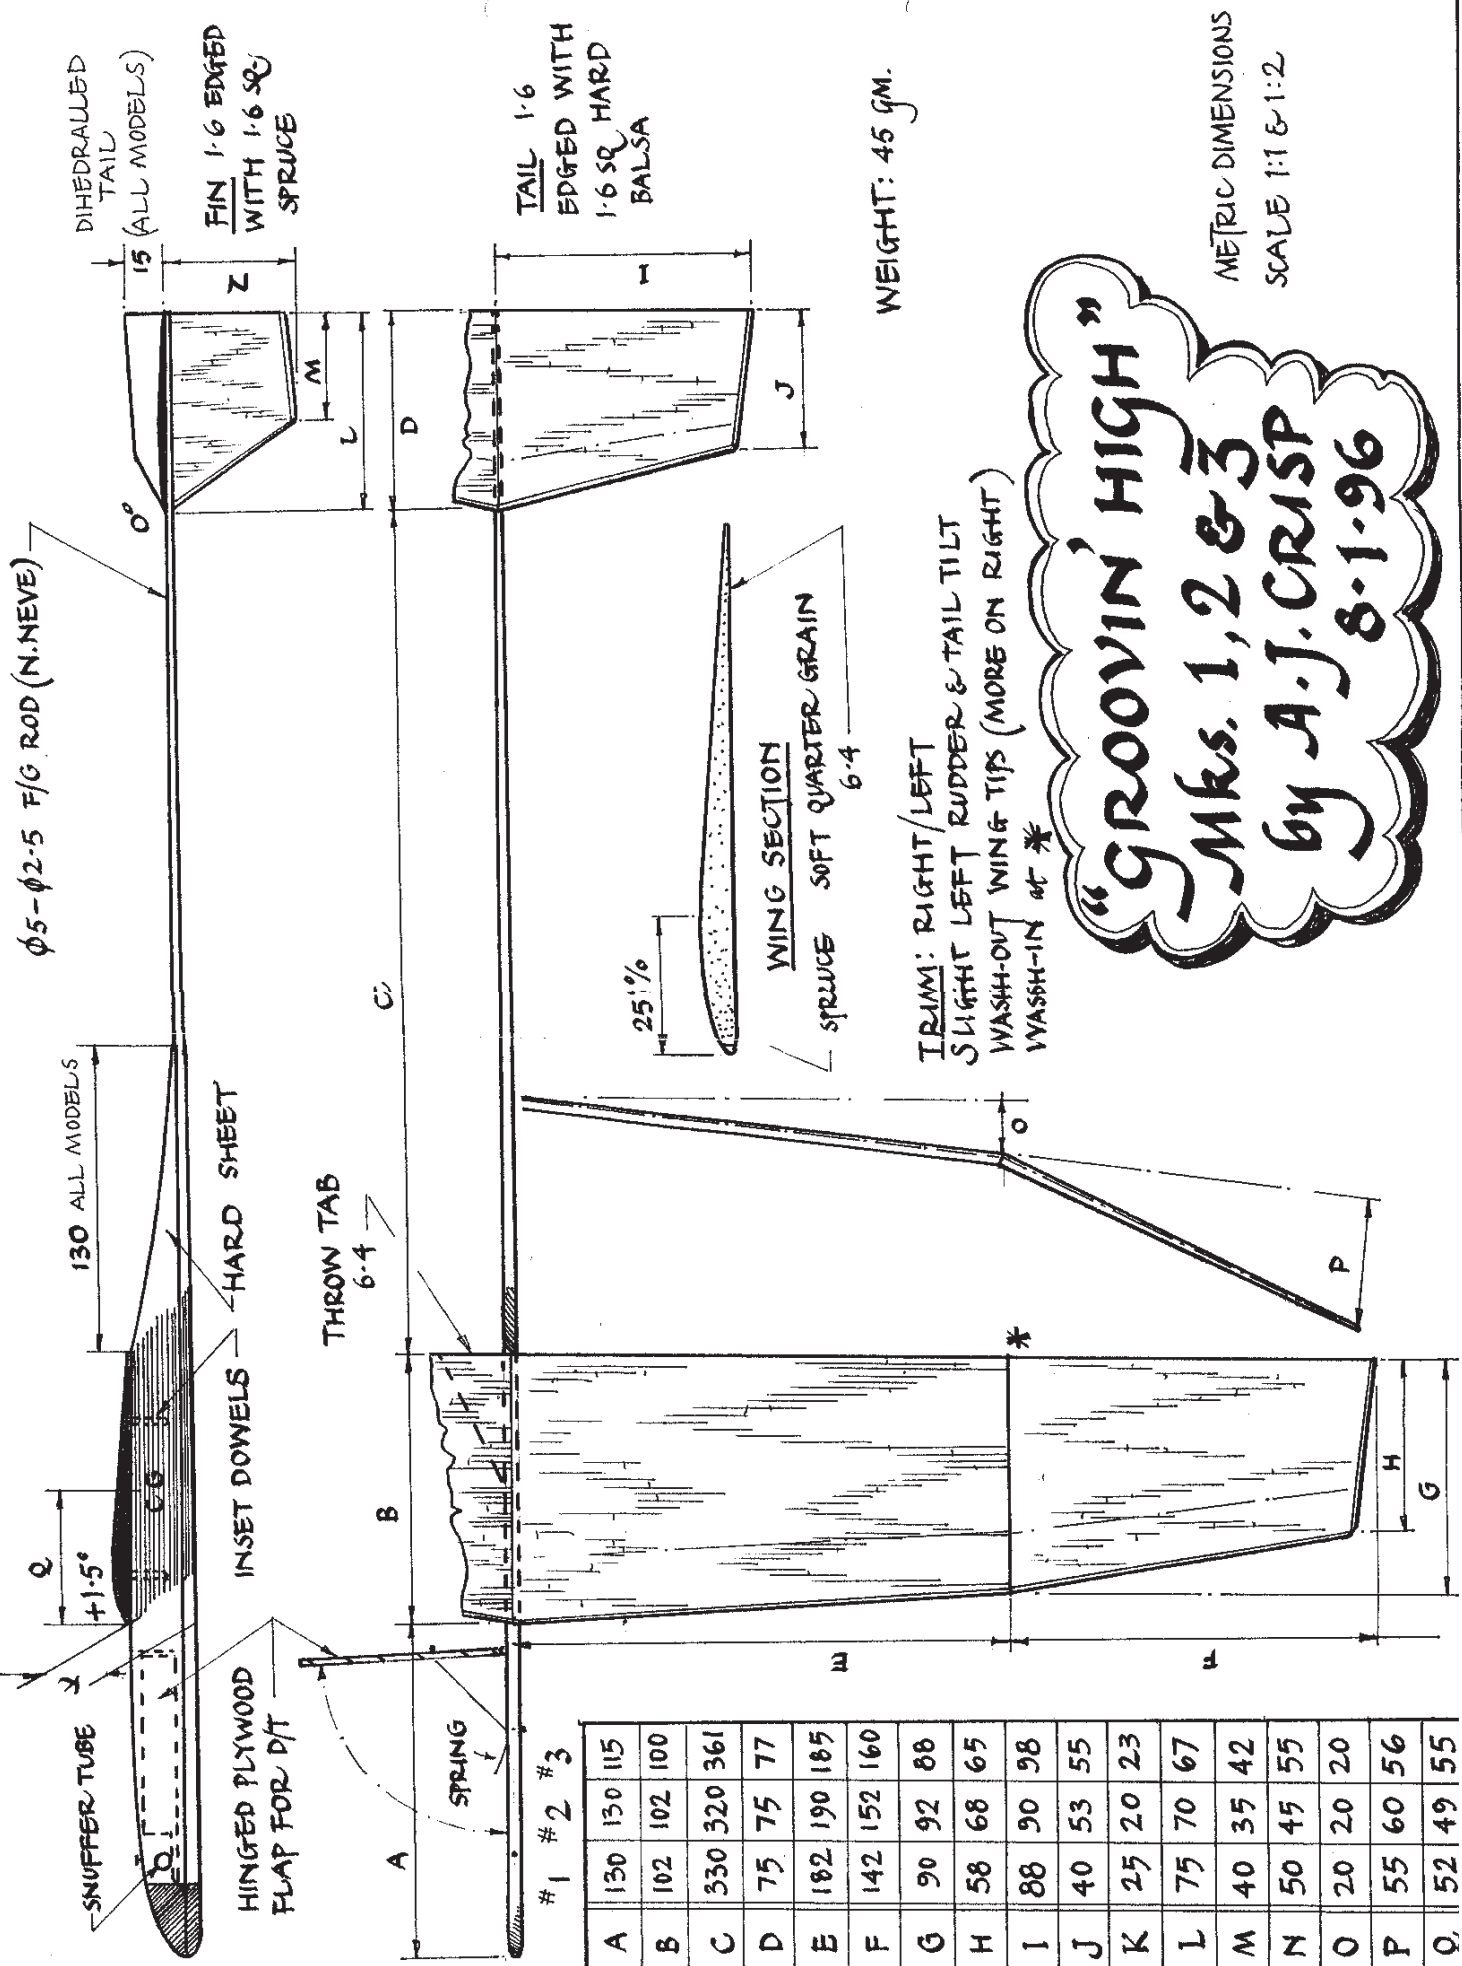 DIHEDRALLED
TAIL
15 (ALL MODELS)
FIN 1·6 EDGED
WITH 1·6 SQ
SPRUCE
TAIL 1·6
EDGED WITH
1·6 SQ HARD
BALSA
WEIGHT: 45 GM.
METRIC DIMENSIONS
SCALE 1:1 & 1:2
φ5-φ2·5 F/G ROD (N.NEVE)
0°
N
M
L
D
I
J
130 ALL MODELS
HARD SHEET
INSET DOWELS
CG
Q
+1·5°
K
SNUFFER TUBE
HINGED PLYWOOD
FLAP FOR D/T
THROW TAB
6·4
C
B
A
SPRING
E
F
*
H
G
O
P
25%
WING SECTION
SPRUCE SOFT QUARTER GRAIN
6·4
TRIM: RIGHT/LEFT
SLIGHT LEFT RUDDER & TAIL TILT
WASH-OUT WING TIPS (MORE ON RIGHT)
WASSH-IN at *
"GROOVIN' HIGH"
Mks. 1, 2 & 3
by A.J. CRISP
8·1·96
#1 #2 #3
A 130 130 115
B 102 102 100
C 330 320 361
D 75 75 77
E 182 190 185
F 142 152 160
G 90 92 88
H 58 68 65
I 88 90 98
J 40 53 55
K 25 20 23
L 75 70 67
M 40 35 42
N 50 45 55
O 20 20 20
P 55 60 56
Q 52 49 55